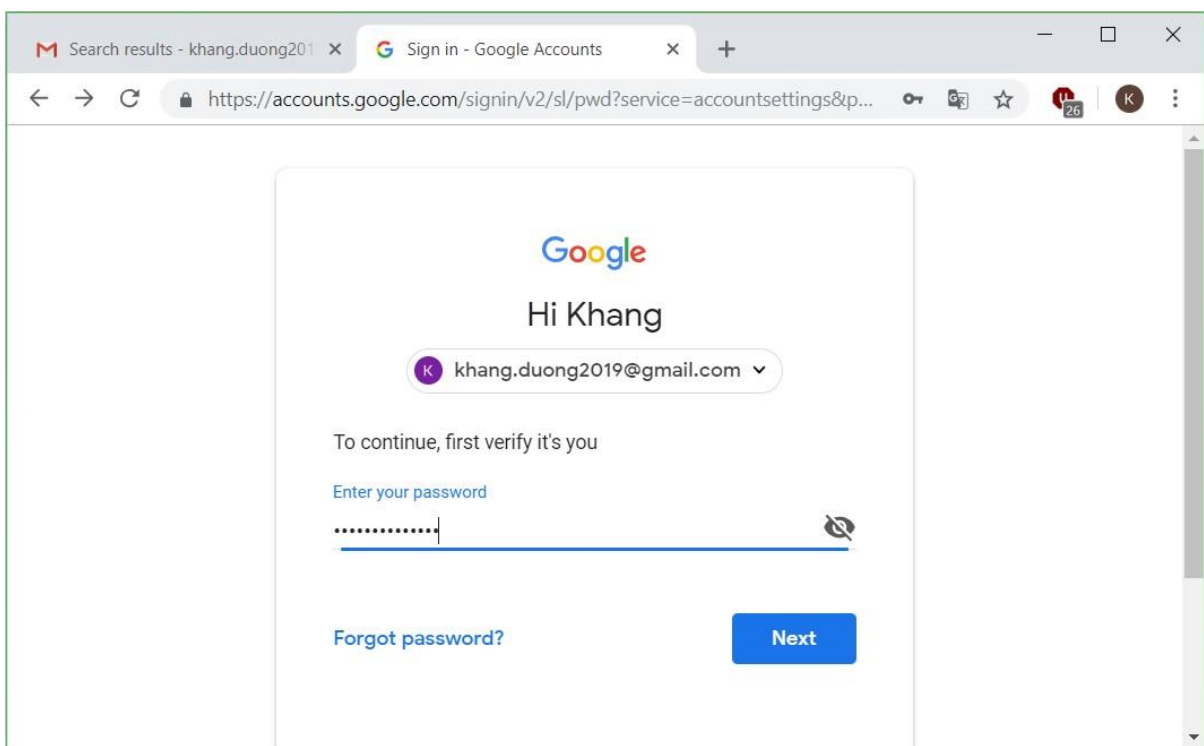 Search results - khang.duong201
Sign in - Google Accounts
https://accounts.google.com/signin/v2/sl/pwd?service=accountsettings&p...
26
K
Google
Hi Khang
K khang.duong2019@gmail.com
To continue, first verify it's you
Enter your password
••••••••••••••
Forgot password?
Next